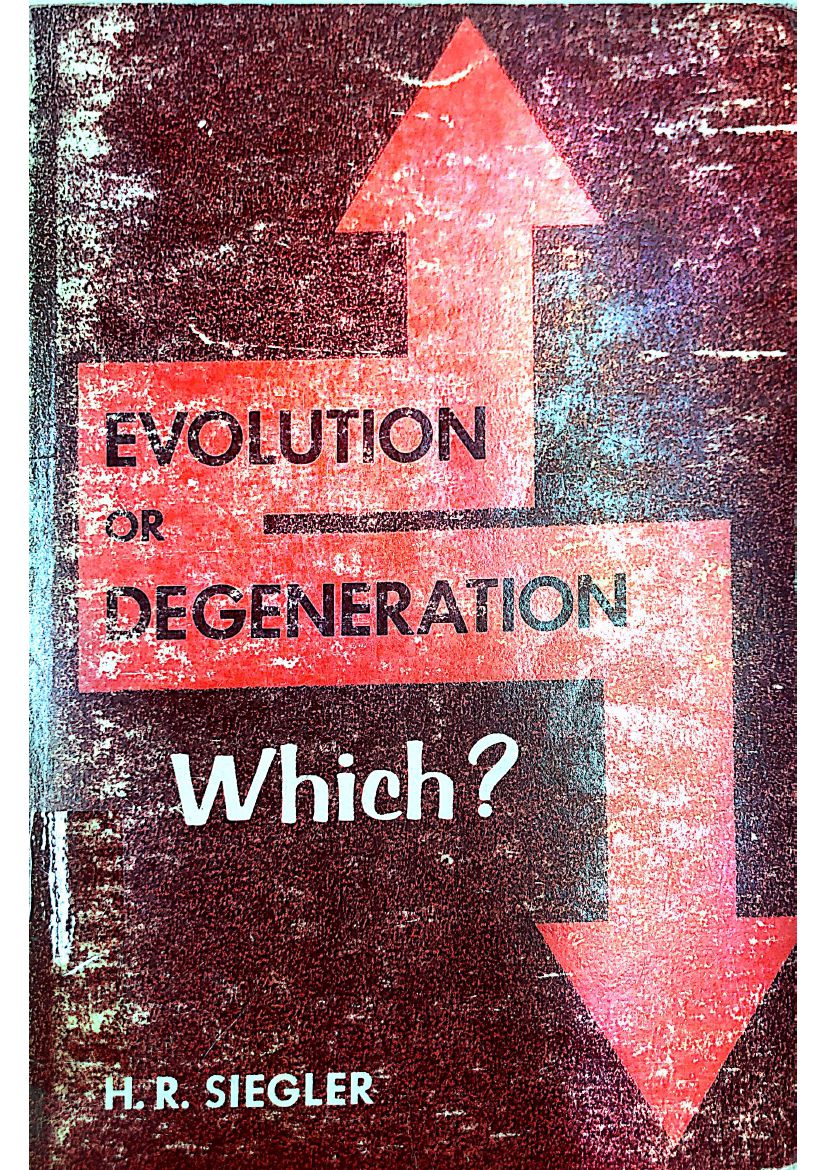 EVOLUTION
OR
DEGENERATION
Which?
H. R. SIEGLER